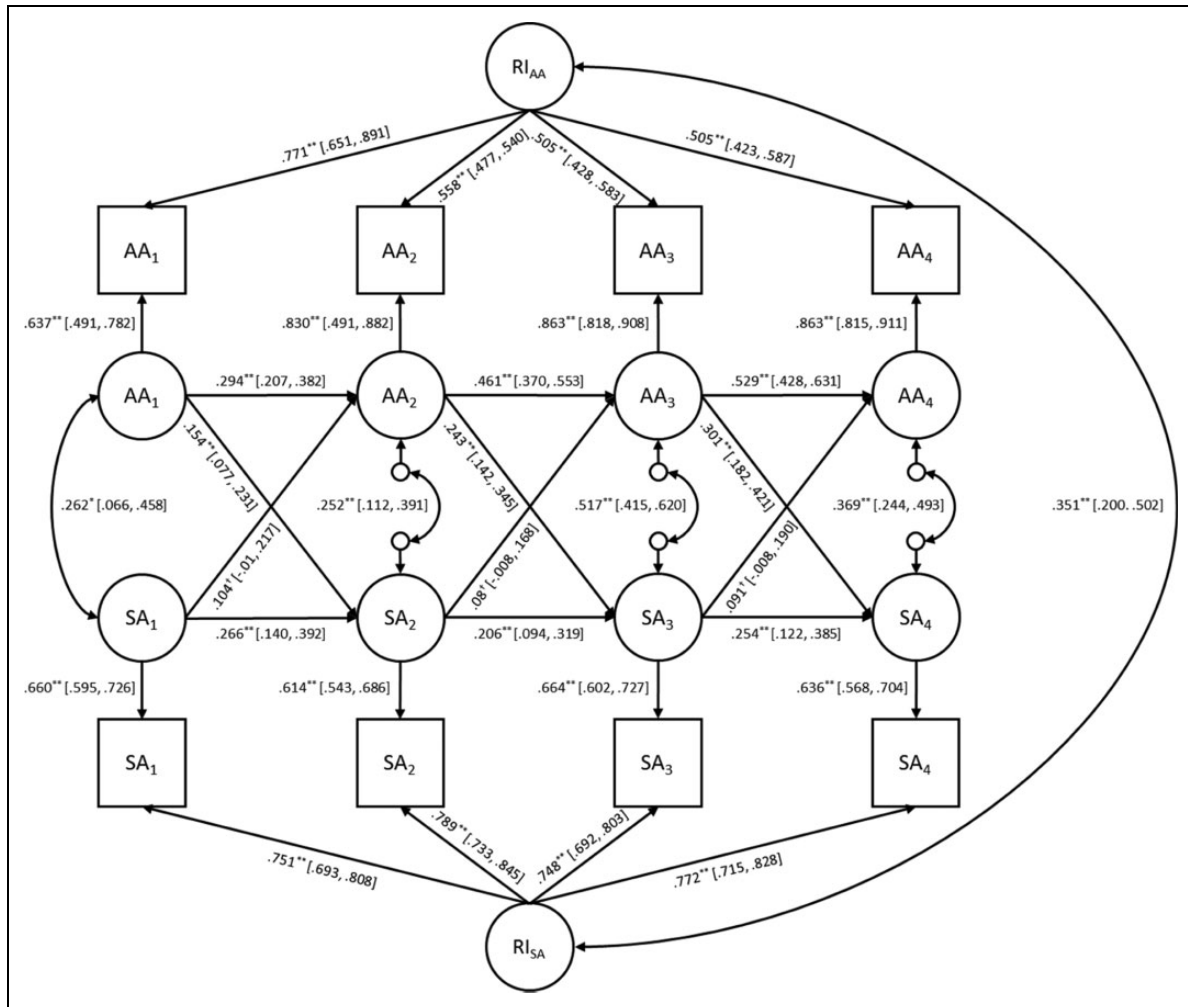 RI_AA
.771** [.651, .891]
.558** [.477, .540]
.505** [.428, .583]
.505** [.423, .587]
AA₁
AA₂
AA₃
AA₄
.637** [.491, .782]
.830** [.491, .882]
.863** [.818, .908]
.863** [.815, .911]
AA₁
.294** [.207, .382]
AA₂
.461** [.370, .553]
AA₃
.529** [.428, .631]
AA₄
.154** [.077, .231]
.243** [.142, .345]
.301** [.182, .421]
.262* [.066, .458]
.252** [.112, .391]
.517** [.415, .620]
.369** [.244, .493]
.351** [.200. .502]
.104† [-.01, .217]
.08† [-.008, .168]
.091† [-.008, .190]
SA₁
.266** [.140, .392]
SA₂
.206** [.094, .319]
SA₃
.254** [.122, .385]
SA₄
.660** [.595, .726]
.614** [.543, .686]
.664** [.602, .727]
.636** [.568, .704]
SA₁
SA₂
SA₃
SA₄
.751** [.693, .808]
.789** [.733, .845]
.748** [.692, .803]
.772** [.715, .828]
RI_SA